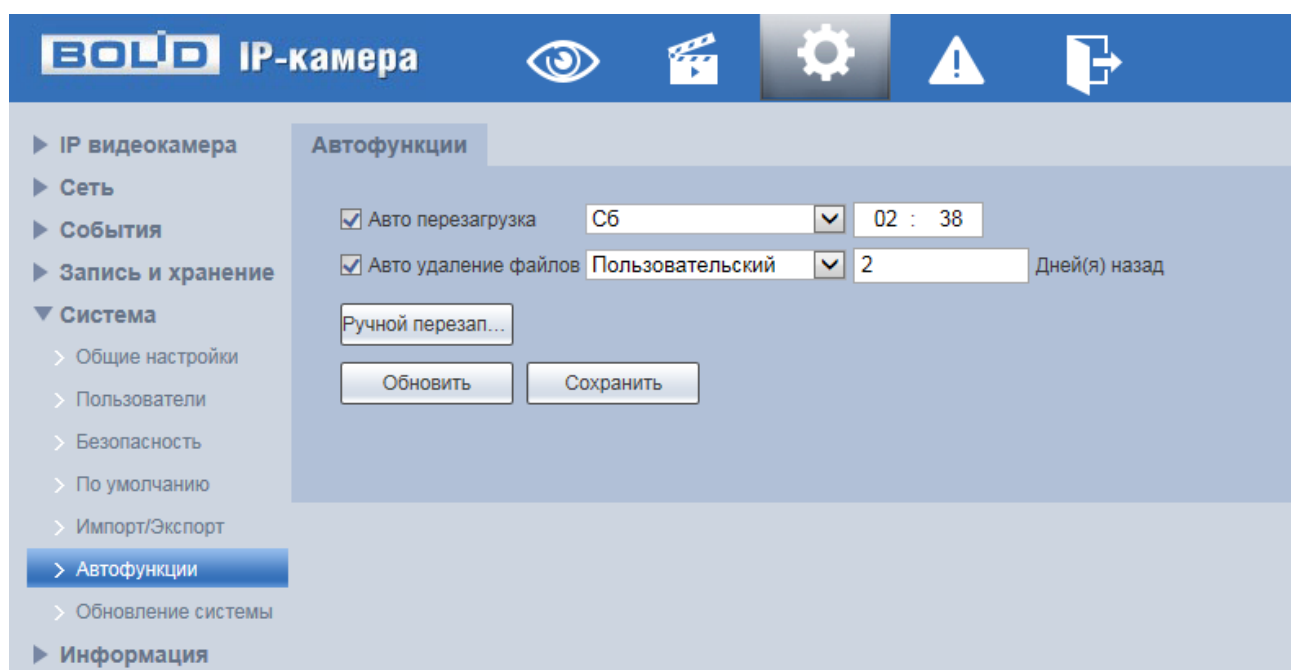 BOLID IP-камера
IP видеокамера
Сеть
События
Запись и хранение
Система
Общие настройки
Пользователи
Безопасность
По умолчанию
Импорт/Экспорт
Автофункции
Обновление системы
Информация
Автофункции
Авто перезагрузка Сб 02 : 38
Авто удаление файлов Пользовательский 2 Дней(я) назад
Ручной перезап...
Обновить Сохранить